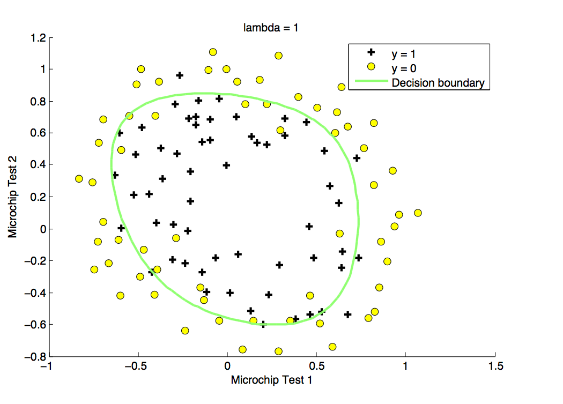 lambda = 1
1.2
1
0.8
0.6
0.4
0.2
0
−0.2
−0.4
−0.6
−0.8
Microchip Test 2
y = 1
y = 0
Decision boundary
−1
−0.5
0
0.5
1
1.5
Microchip Test 1